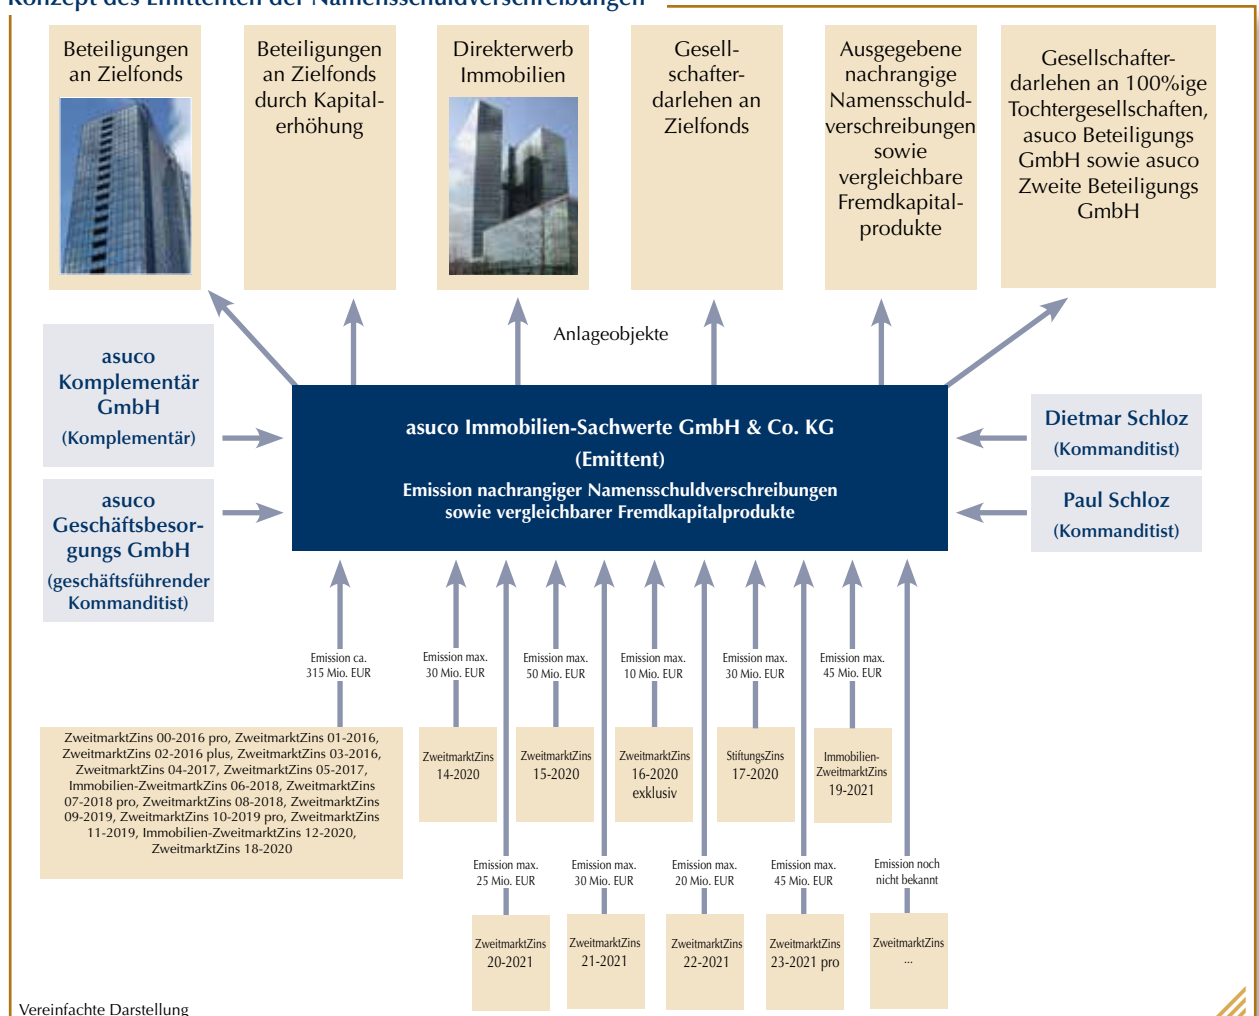 Konzept des Emittenten der Namensschuldverschreibungen
Beteiligungen
an Zielfonds
Beteiligungen
an Zielfonds
durch Kapital-
erhöhung
Direkterwerb
Immobilien
Gesell-
schafter-
darlehen an
Zielfonds
Ausgegebene
nachrangige
Namensschuld-
verschreibungen
sowie
vergleichbare
Fremdkapital-
produkte
Gesellschafter-
darlehen an 100%ige
Tochtergesellschaften,
asuco Beteiligungs
GmbH sowie asuco
Zweite Beteiligungs
GmbH
Anlageobjekte
asuco
Komplementär
GmbH
(Komplementär)
asuco
Geschäftsbesor-
gungs GmbH
(geschäftsführender
Kommanditist)
asuco Immobilien-Sachwerte GmbH & Co. KG
(Emittent)
Emission nachrangiger Namensschuldverschreibungen
sowie vergleichbarer Fremdkapitalprodukte
Dietmar Schloz
(Kommanditist)
Paul Schloz
(Kommanditist)
Emission ca.
315 Mio. EUR
Emission max.
30 Mio. EUR
Emission max.
50 Mio. EUR
Emission max.
10 Mio. EUR
Emission max.
30 Mio. EUR
Emission max.
45 Mio. EUR
ZweitmarktZins 00-2016 pro, ZweitmarktZins 01-2016,
ZweitmarktZins 02-2016 plus, ZweitmarktZins 03-2016,
ZweitmarktZins 04-2017, ZweitmarktZins 05-2017,
Immobilien-ZweitmartkZins 06-2018, ZweitmarktZins
07-2018 pro, ZweitmarktZins 08-2018, ZweitmarktZins
09-2019, ZweitmarktZins 10-2019 pro, ZweitmarktZins
11-2019, Immobilien-ZweitmarktZins 12-2020,
ZweitmarktZins 18-2020
ZweitmarktZins
14-2020
ZweitmarktZins
15-2020
ZweitmarktZins
16-2020
exklusiv
StiftungsZins
17-2020
Immobilien-
ZweitmarktZins
19-2021
Emission max.
25 Mio. EUR
Emission max.
30 Mio. EUR
Emission max.
20 Mio. EUR
Emission max.
45 Mio. EUR
Emission noch
nicht bekannt
ZweitmarktZins
20-2021
ZweitmarktZins
21-2021
ZweitmarktZins
22-2021
ZweitmarktZins
23-2021 pro
ZweitmarktZins
...
Vereinfachte Darstellung